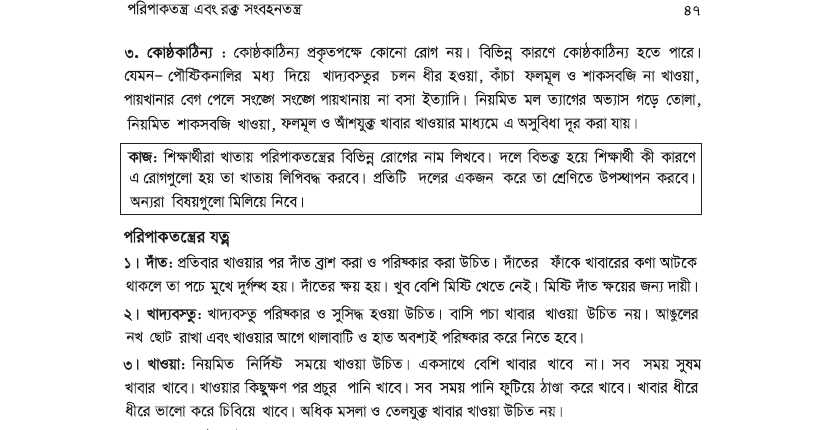 পরিপাকতন্ত্র এবং রক্ত সংবহনতন্ত্র ৪৭
৩. কোষ্ঠকাঠিন্য : কোষ্ঠকাঠিন্য প্রকৃতপক্ষে কোনো রোগ নয়। বিভিন্ন কারণে কোষ্ঠকাঠিন্য হতে পারে।
যেমন– পৌষ্টিকনালির মধ্য দিয়ে খাদ্যবস্তুর চলন ধীর হওয়া, কাঁচা ফলমূল ও শাকসবজি না খাওয়া,
পায়খানার বেগ পেলে সংঙ্গে সংঙ্গে পায়খানায় না বসা ইত্যাদি। নিয়মিত মল ত্যাগের অভ্যাস গড়ে তোলা,
নিয়মিত শাকসবজি খাওয়া, ফলমূল ও আঁশযুক্ত খাবার খাওয়ার মাধ্যমে এ অসুবিধা দূর করা যায়।
কাজ: শিক্ষার্থীরা খাতায় পরিপাকতন্ত্রের বিভিন্ন রোগের নাম লিখবে। দলে বিভক্ত হয়ে শিক্ষার্থী কী কারণে
এ রোগগুলো হয় তা খাতায় লিপিবদ্ধ করবে। প্রতিটি দলের একজন করে তা শ্রেণিতে উপস্থাপন করবে।
অন্যরা বিষয়গুলো মিলিয়ে নিবে।
পরিপাকতন্ত্রের যত্ন
১। দাঁত: প্রতিবার খাওয়ার পর দাঁত ব্রাশ করা ও পরিষ্কার করা উচিত। দাঁতের ফাঁকে খাবারের কণা আটকে
থাকলে তা পচে মুখে দুর্গন্ধ হয়। দাঁতের ক্ষয় হয়। খুব বেশি মিষ্টি খেতে নেই। মিষ্টি দাঁত ক্ষয়ের জন্য দায়ী।
২। খাদ্যবস্তু: খাদ্যবস্তু পরিষ্কার ও সুসিদ্ধ হওয়া উচিত। বাসি পচা খাবার খাওয়া উচিত নয়। আঙুলের
নখ ছোট রাখা এবং খাওয়ার আগে থালাবাটি ও হাত অবশ্যই পরিষ্কার করে নিতে হবে।
৩। খাওয়া: নিয়মিত নির্দিষ্ট সময়ে খাওয়া উচিত। একসাথে বেশি খাবার খাবে না। সব সময় সুষম
খাবার খাবে। খাওয়ার কিছুক্ষণ পর প্রচুর পানি খাবে। সব সময় পানি ফুটিয়ে ঠাণ্ডা করে খাবে। খাবার ধীরে
ধীরে ভালো করে চিবিয়ে খাবে। অধিক মসলা ও তেলযুক্ত খাবার খাওয়া উচিত নয়।